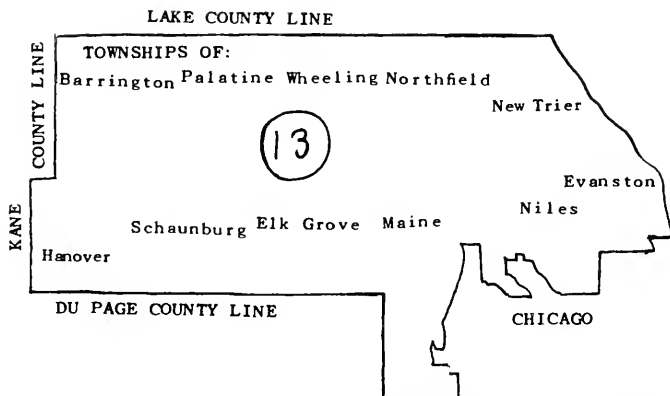 LAKE COUNTY LINE
TOWNSHIPS OF:
Barrington Palatine Wheeling Northfield
New Trier
KANE COUNTY LINE
13
Evanston
Niles
Schaunburg Elk Grove Maine
Hanover
DU PAGE COUNTY LINE
CHICAGO